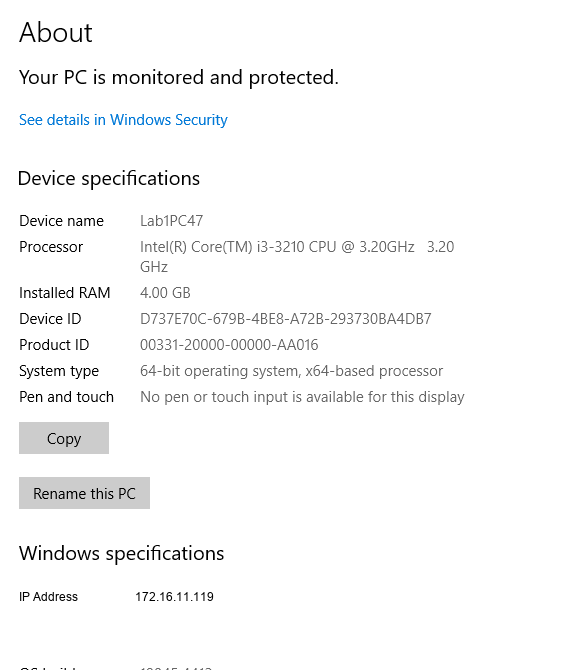 About
Your PC is monitored and protected.
See details in Windows Security
Device specifications
Device name Lab1PC47
Processor Intel(R) Core(TM) i3-3210 CPU @ 3.20GHz 3.20
GHz
Installed RAM 4.00 GB
Device ID D737E70C-679B-4BE8-A72B-293730BA4DB7
Product ID 00331-20000-00000-AA016
System type 64-bit operating system, x64-based processor
Pen and touch No pen or touch input is available for this display
Copy
Rename this PC
Windows specifications
IP Address 172.16.11.119